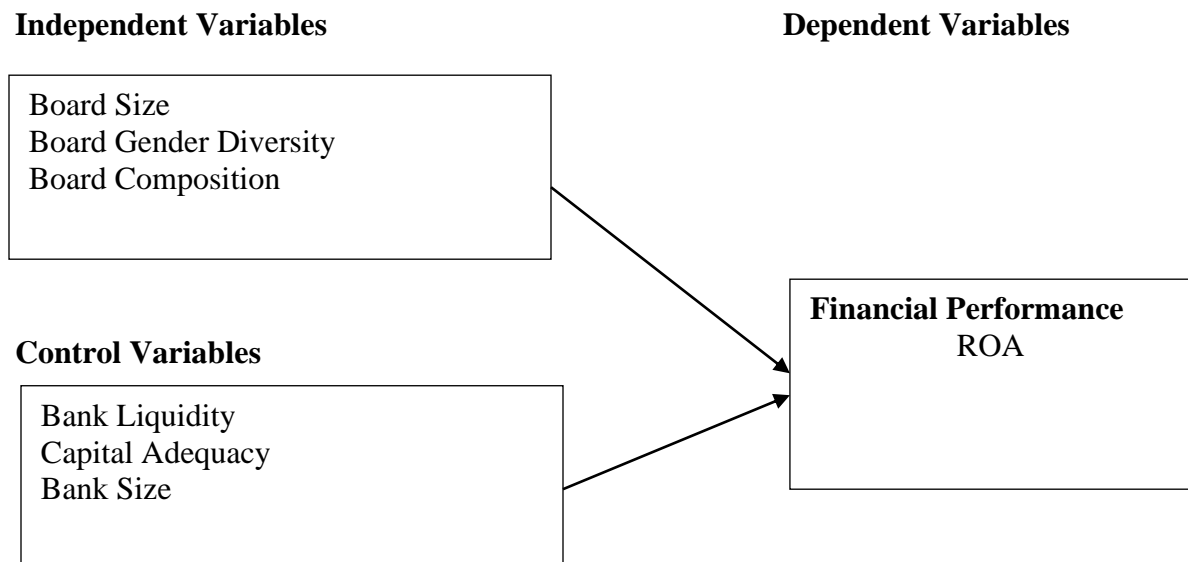 Independent Variables
Board Size
Board Gender Diversity
Board Composition
Control Variables
Bank Liquidity
Capital Adequacy
Bank Size
Dependent Variables
Financial Performance
ROA